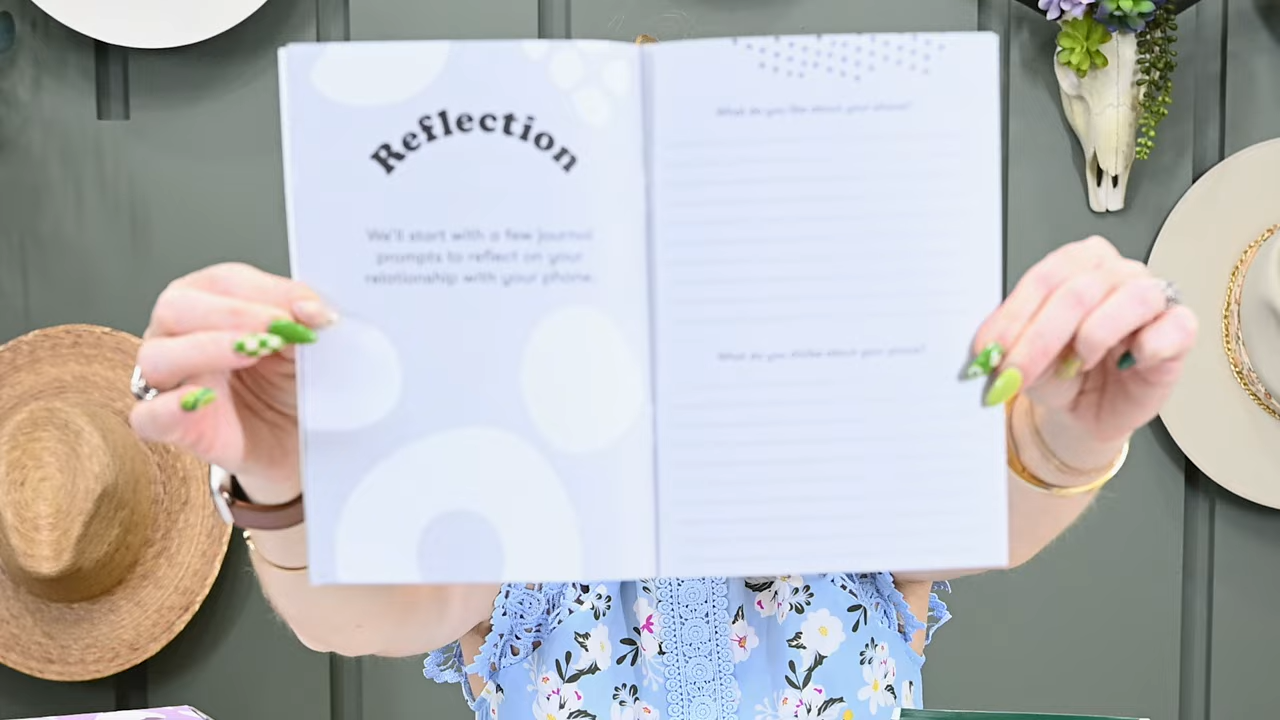 Reflection
We'll start with a few journal
prompts to reflect on your
relationship with your phone.
What do you like about your phone?
What do you dislike about your phone?